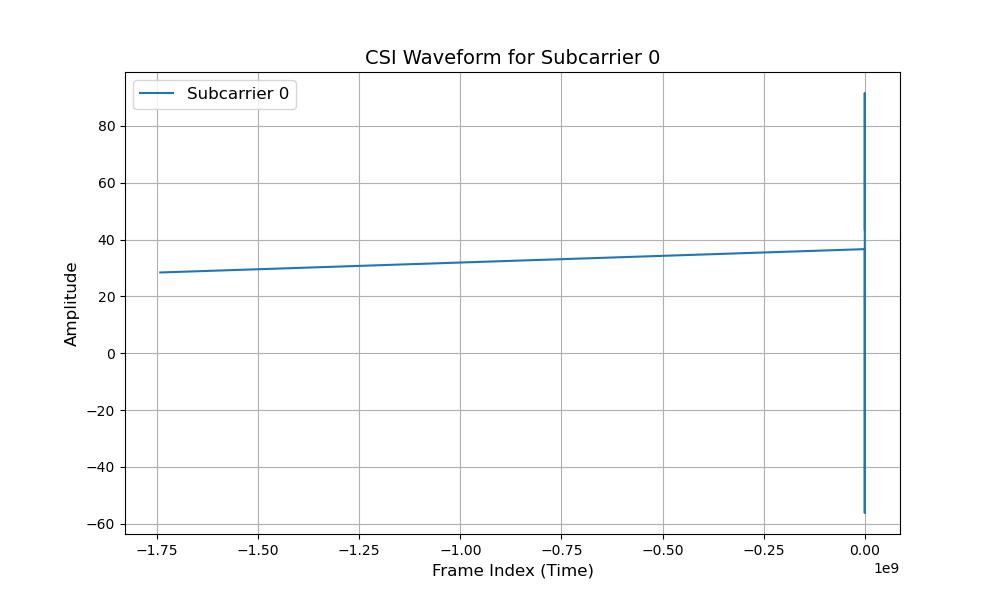 CSI Waveform for Subcarrier 0
Subcarrier 0
Amplitude
80
60
40
20
0
−20
−40
−60
−1.75 −1.50 −1.25 −1.00 −0.75 −0.50 −0.25 0.00
1e9
Frame Index (Time)